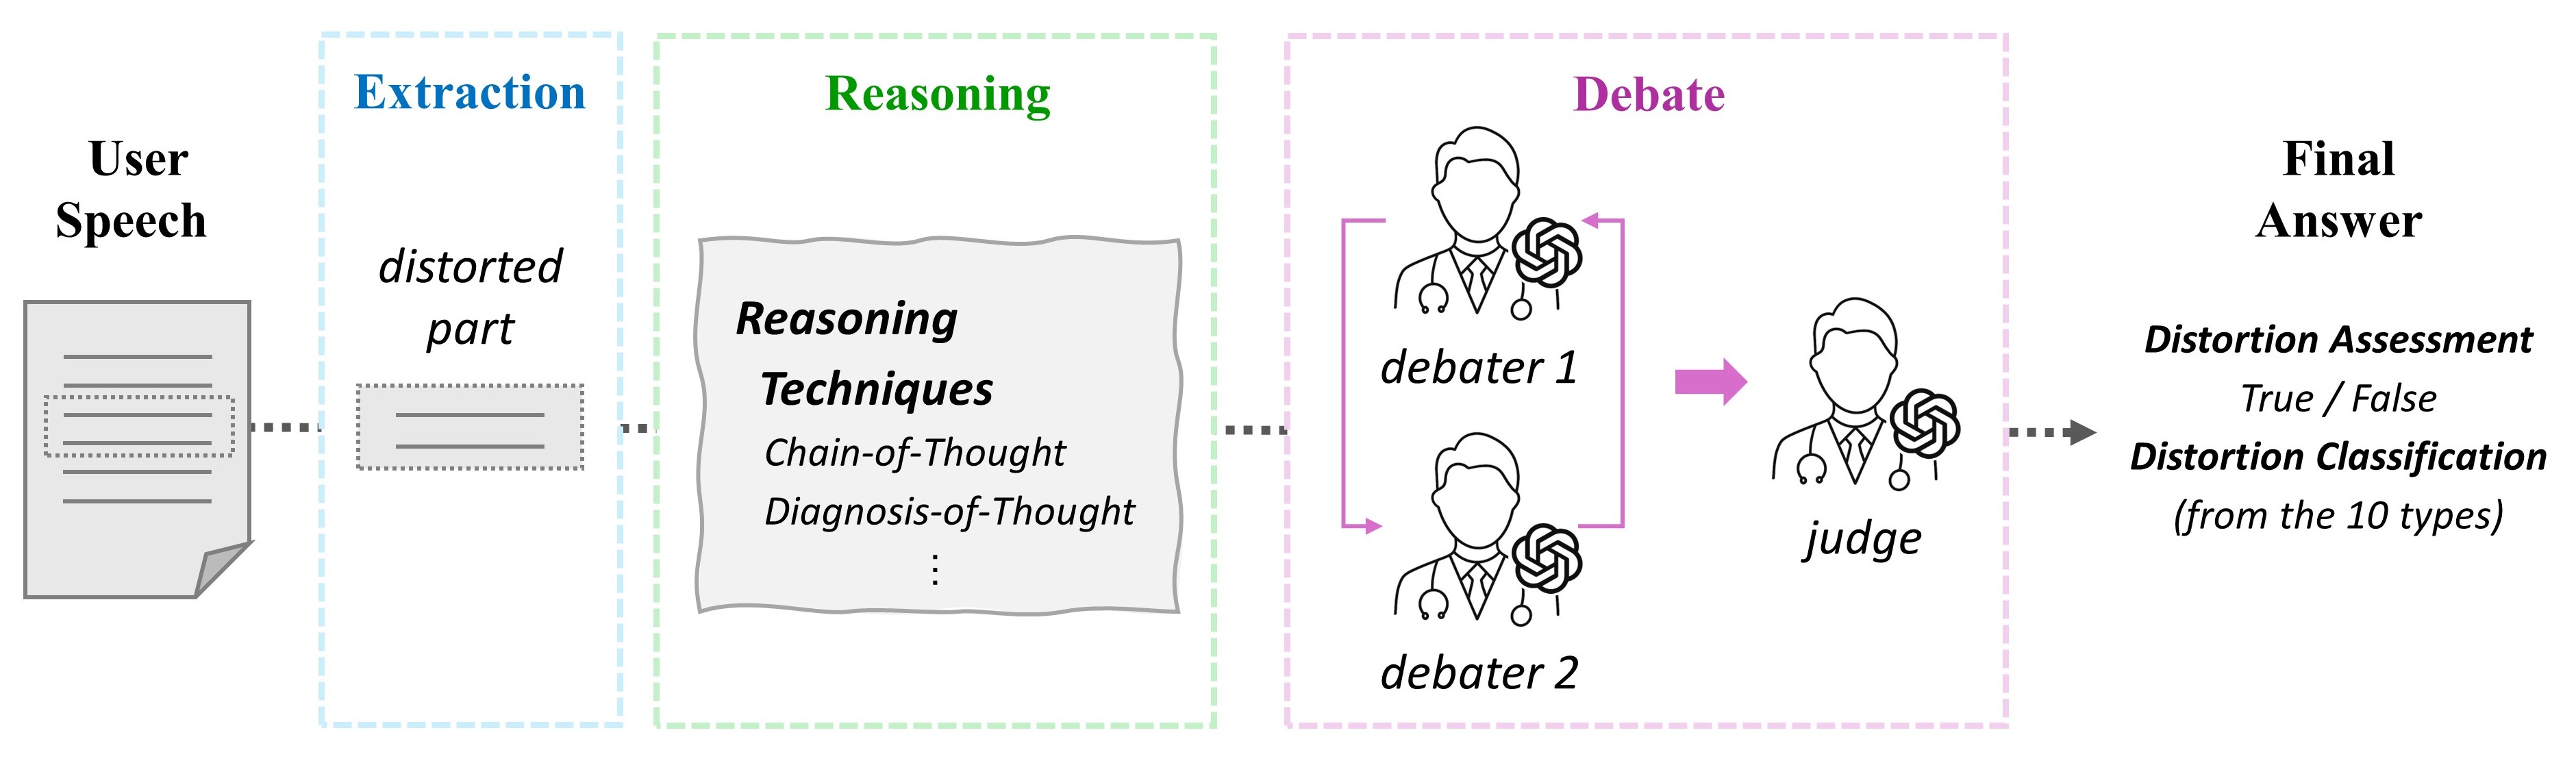 User
Speech
Extraction
distorted
part
Reasoning
Reasoning
Techniques
Chain-of-Thought
Diagnosis-of-Thought
⋮
Debate
debater 1
debater 2
judge
Final
Answer
Distortion Assessment
True / False
Distortion Classification
(from the 10 types)